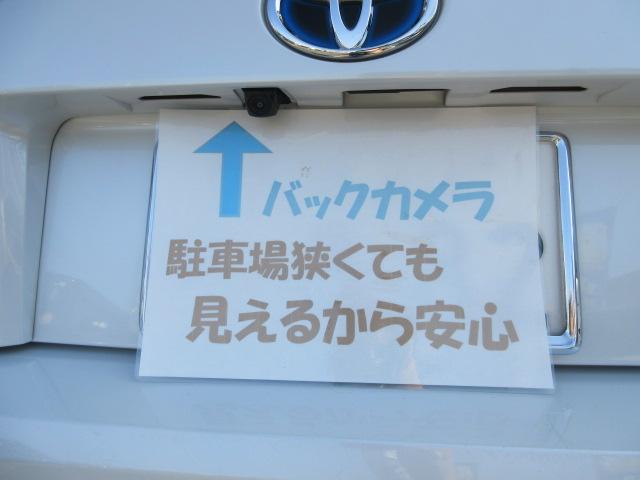 バックカメラ
駐車場狭くても
見えるから安心